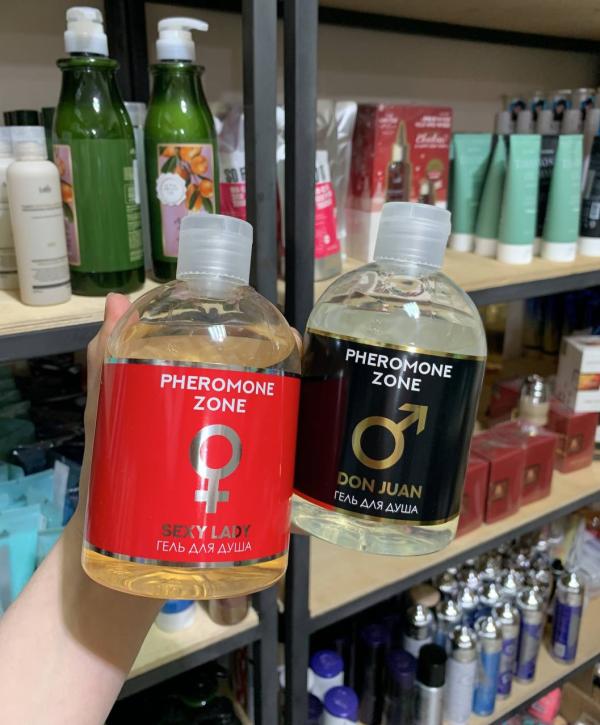 PHEROMONE
ZONE
SEXY LADY
ГЕЛЬ ДЛЯ ДУША
PHEROMONE
ZONE
DON JUAN
ГЕЛЬ ДЛЯ ДУША